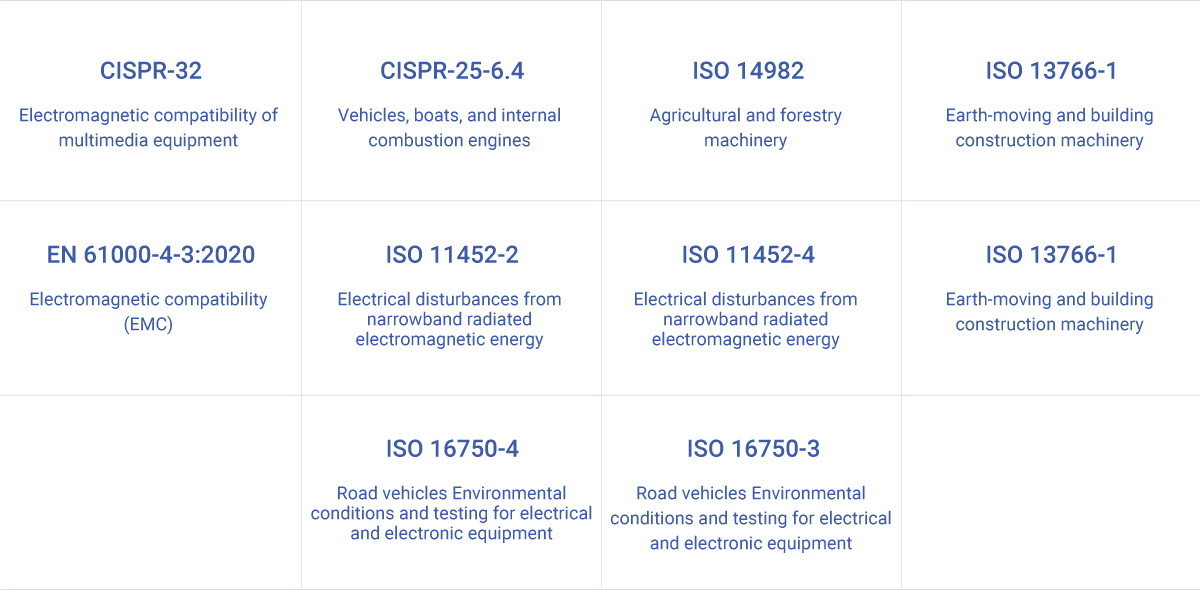 CISPR-32
Electromagnetic compatibility of
multimedia equipment
CISPR-25-6.4
Vehicles, boats, and internal
combustion engines
ISO 14982
Agricultural and forestry
machinery
ISO 13766-1
Earth-moving and building
construction machinery
EN 61000-4-3:2020
Electromagnetic compatibility
(EMC)
ISO 11452-2
Electrical disturbances from
narrowband radiated
electromagnetic energy
ISO 11452-4
Electrical disturbances from
narrowband radiated
electromagnetic energy
ISO 13766-1
Earth-moving and building
construction machinery
ISO 16750-4
Road vehicles Environmental
conditions and testing for electrical
and electronic equipment
ISO 16750-3
Road vehicles Environmental
conditions and testing for electrical
and electronic equipment